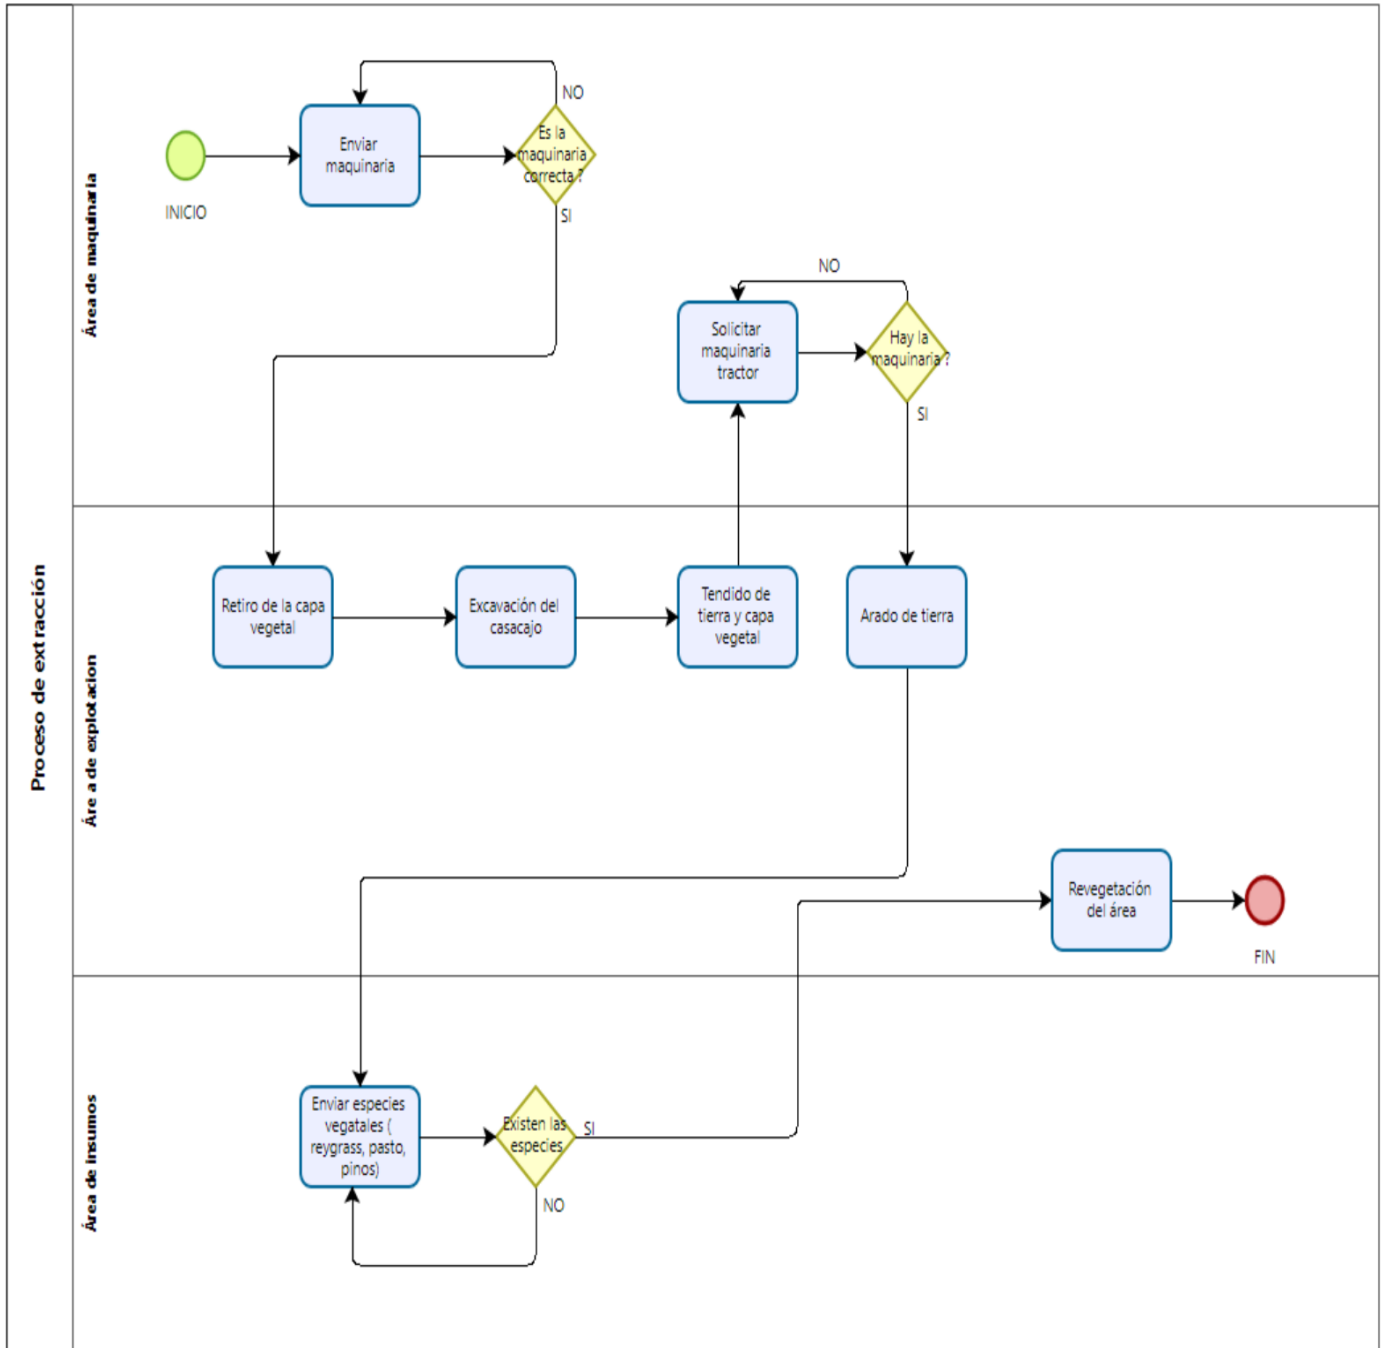 Proceso de extracción
Área de maquinaria
INICIO
Enviar
maquinaria
NO
Es la
maquinaria
correcta ?
SI
Solicitar
maquinaria
tractor
NO
Hay la
maquinaria ?
SI
Áre a de explotacion
Retiro de la capa
vegetal
Excavación del
casacajo
Tendido de
tierra y capa
vegetal
Arado de tierra
Revegetación
del área
FIN
Área de insumos
Enviar especies
vegatales (
reygrass, pasto,
pinos)
Existen las
especies
SI
NO